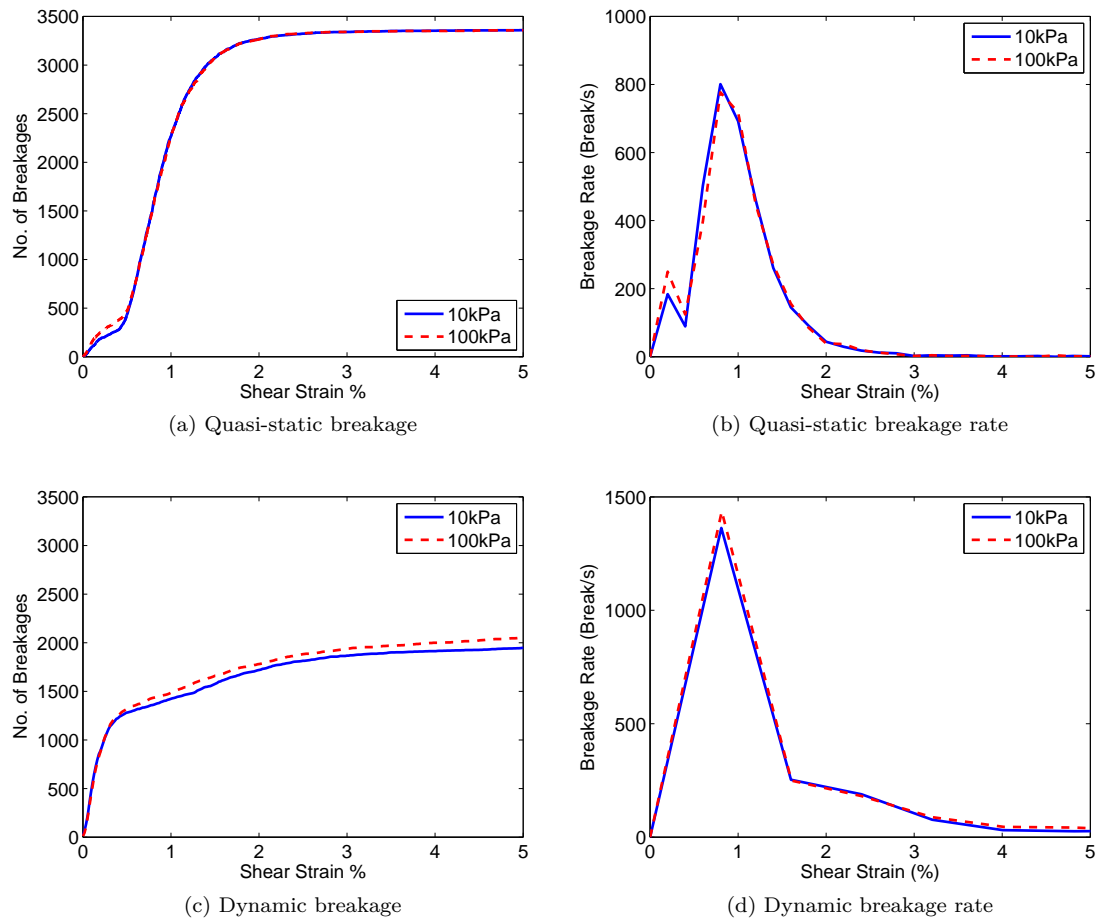 3500
3000
2500
2000
1500
1000
500
0
No. of Breakages
0 1 2 3 4 5
Shear Strain %
10kPa
100kPa
(a) Quasi-static breakage
1000
800
600
400
200
0
Breakage Rate (Break/s)
0 1 2 3 4 5
Shear Strain (%)
10kPa
100kPa
(b) Quasi-static breakage rate
3500
3000
2500
2000
1500
1000
500
0
No. of Breakages
0 1 2 3 4 5
Shear Strain %
10kPa
100kPa
(c) Dynamic breakage
1500
1000
500
0
Breakage Rate (Break/s)
0 1 2 3 4 5
Shear Strain (%)
10kPa
100kPa
(d) Dynamic breakage rate